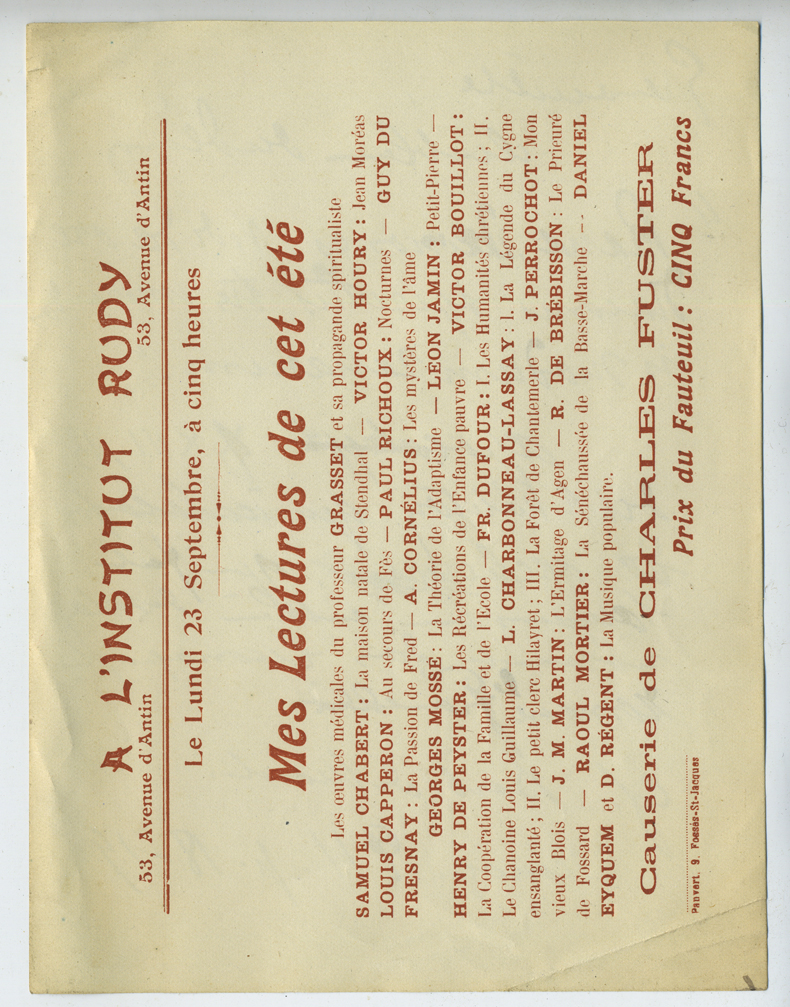 A L'INSTITUT RUDY
53, Avenue d'Antin 53, Avenue d'Antin
Le Lundi 23 Septembre, à cinq heures
Mes Lectures de cet été
Les œuvres médicales du professeur GRASSET et sa propagande spiritualiste
SAMUEL CHABERT : La maison natale de Stendhal — VICTOR HOURY : Jean Moréas
LOUIS CAPPERON : Au secours de Fès — PAUL RICHOUX : Nocturnes — GUY DU
FRESNAY : La Passion de Fred — A. CORNÉLIUS : Les mystères de l'âme
GEORGES MOSSÉ : La Théorie de l'Adaptisme — LÉON JAMIN : Petit-Pierre —
HENRY DE PEYSTER : Les Récréations de l'Enfance pauvre — VICTOR BOUILLOT :
La Coopération de la Famille et de l'Ecole — FR. DUFOUR : I. Les Humanités chrétiennes ; II.
Le Chanoine Louis Guillaume — L. CHARBONNEAU-LASSAY : I. La Légende du Cygne
ensanglanté ; II. Le petit clerc Hilayret ; III. La Forêt de Chantemerle — J. PERROCHOT : Mon
vieux Blois — J. M. MARTIN : L'Ermitage d'Agen — R. DE BRÉBISSON : Le Prieuré
de Fossard — RAOUL MORTIER : La Sénéchaussée de la Basse-Marche -- DANIEL
EYQUEM et D. RÉGENT : La Musique populaire.
Causerie de CHARLES FUSTER
Prix du Fauteuil : CINQ Francs
Panvert, 9, Fossés-St-Jacques